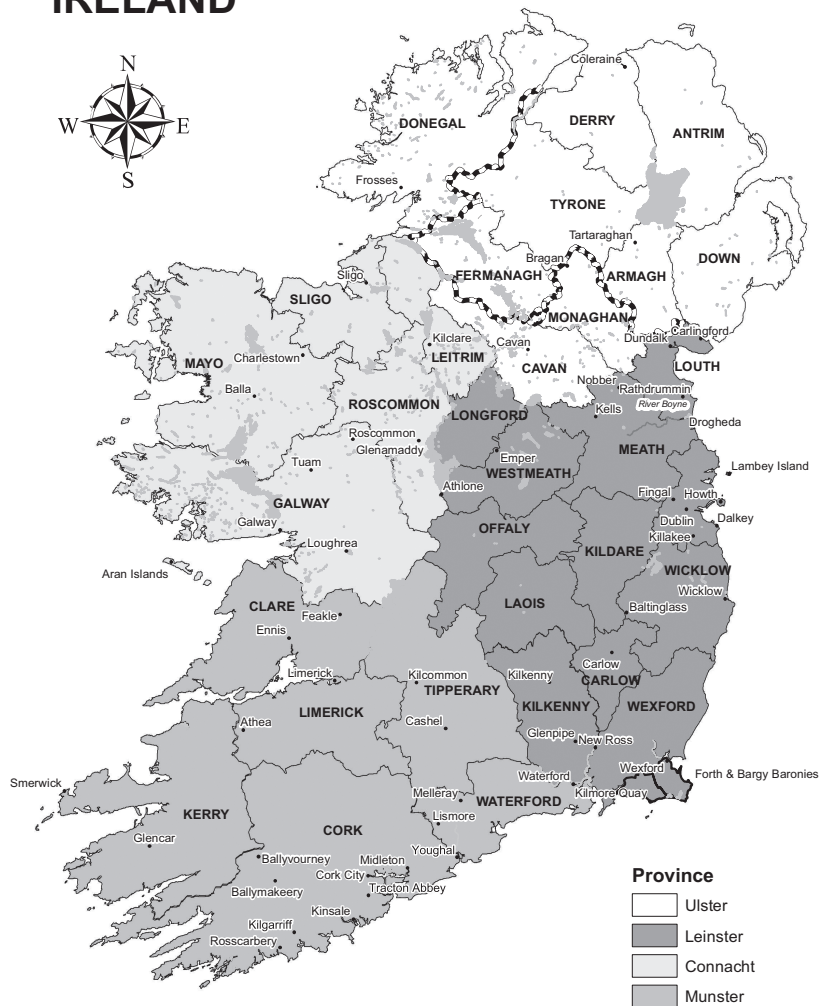 IRELAND
N
W
E
S
Coleraine
DONEGAL
DERRY
ANTRIM
Frosses
TYRONE
Tartaraghan
DOWN
Bragan
FERMANAGH
ARMAGH
Sligo
SLIGO
MONAGHAN
Carlingford
Dundalk
Kilclare
Cavan
LEITRIM
Charlestown
MAYO
CAVAN
LOUTH
Nobber
Rathdrummin
Balla
ROSCOMMON
River Boyne
LONGFORD
Kells
Drogheda
Roscommon
Glenamaddy
MEATH
Emper
Tuam
WESTMEATH
Lambey Island
Athlone
Fingal
Howth
GALWAY
Galway
OFFALY
Dublin
Dalkey
Killakee
Loughrea
KILDARE
Aran Islands
WICKLOW
Wicklow
CLARE
LAOIS
Feakle
Baltinglass
Ennis
Carlow
Limerick
Kilcommon
Kilkenny
CARLOW
TIPPERARY
LIMERICK
KILKENNY
WEXFORD
Athea
Cashel
Glenpipe
New Ross
Wexford
Forth & Bargy Baronies
Waterford
Smerwick
Melleray
Kilmore Quay
WATERFORD
KERRY
Lismore
CORK
Glencar
Youghal
Ballyvourney
Midleton
Cork City
Ballymakeery
Tracton Abbey
Kinsale
Kilgarriff
Rosscarbery
Province
Ulster
Leinster
Connacht
Munster